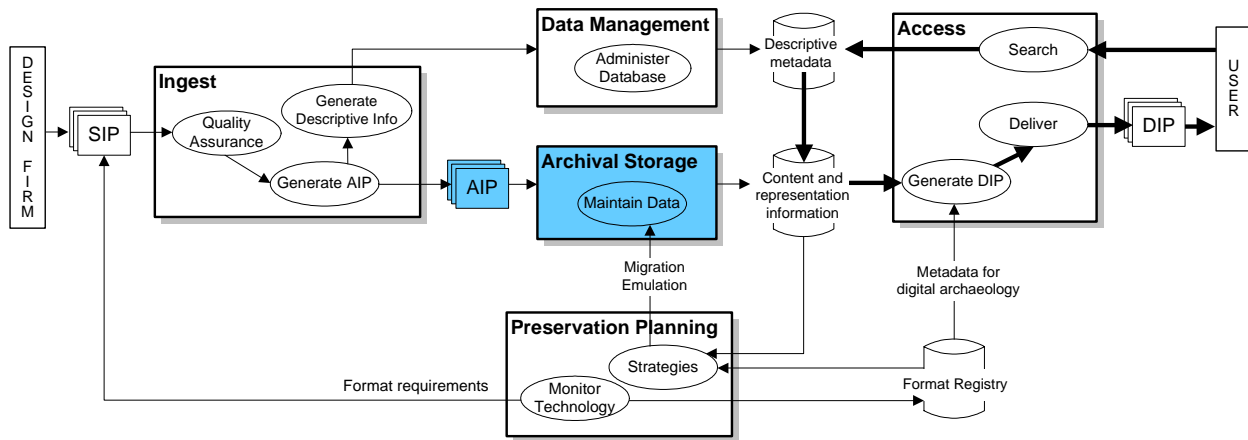 DESIGN FIRM
SIP
Ingest
Quality
Assurance
Generate
Descriptive Info
Generate AIP
AIP
Data Management
Administer
Database
Archival Storage
Maintain Data
Descriptive
metadata
Content and
representation
information
Access
Search
Deliver
Generate DIP
DIP
USER
Migration
Emulation
Metadata for
digital archaeology
Preservation Planning
Strategies
Monitor
Technology
Format requirements
Format Registry